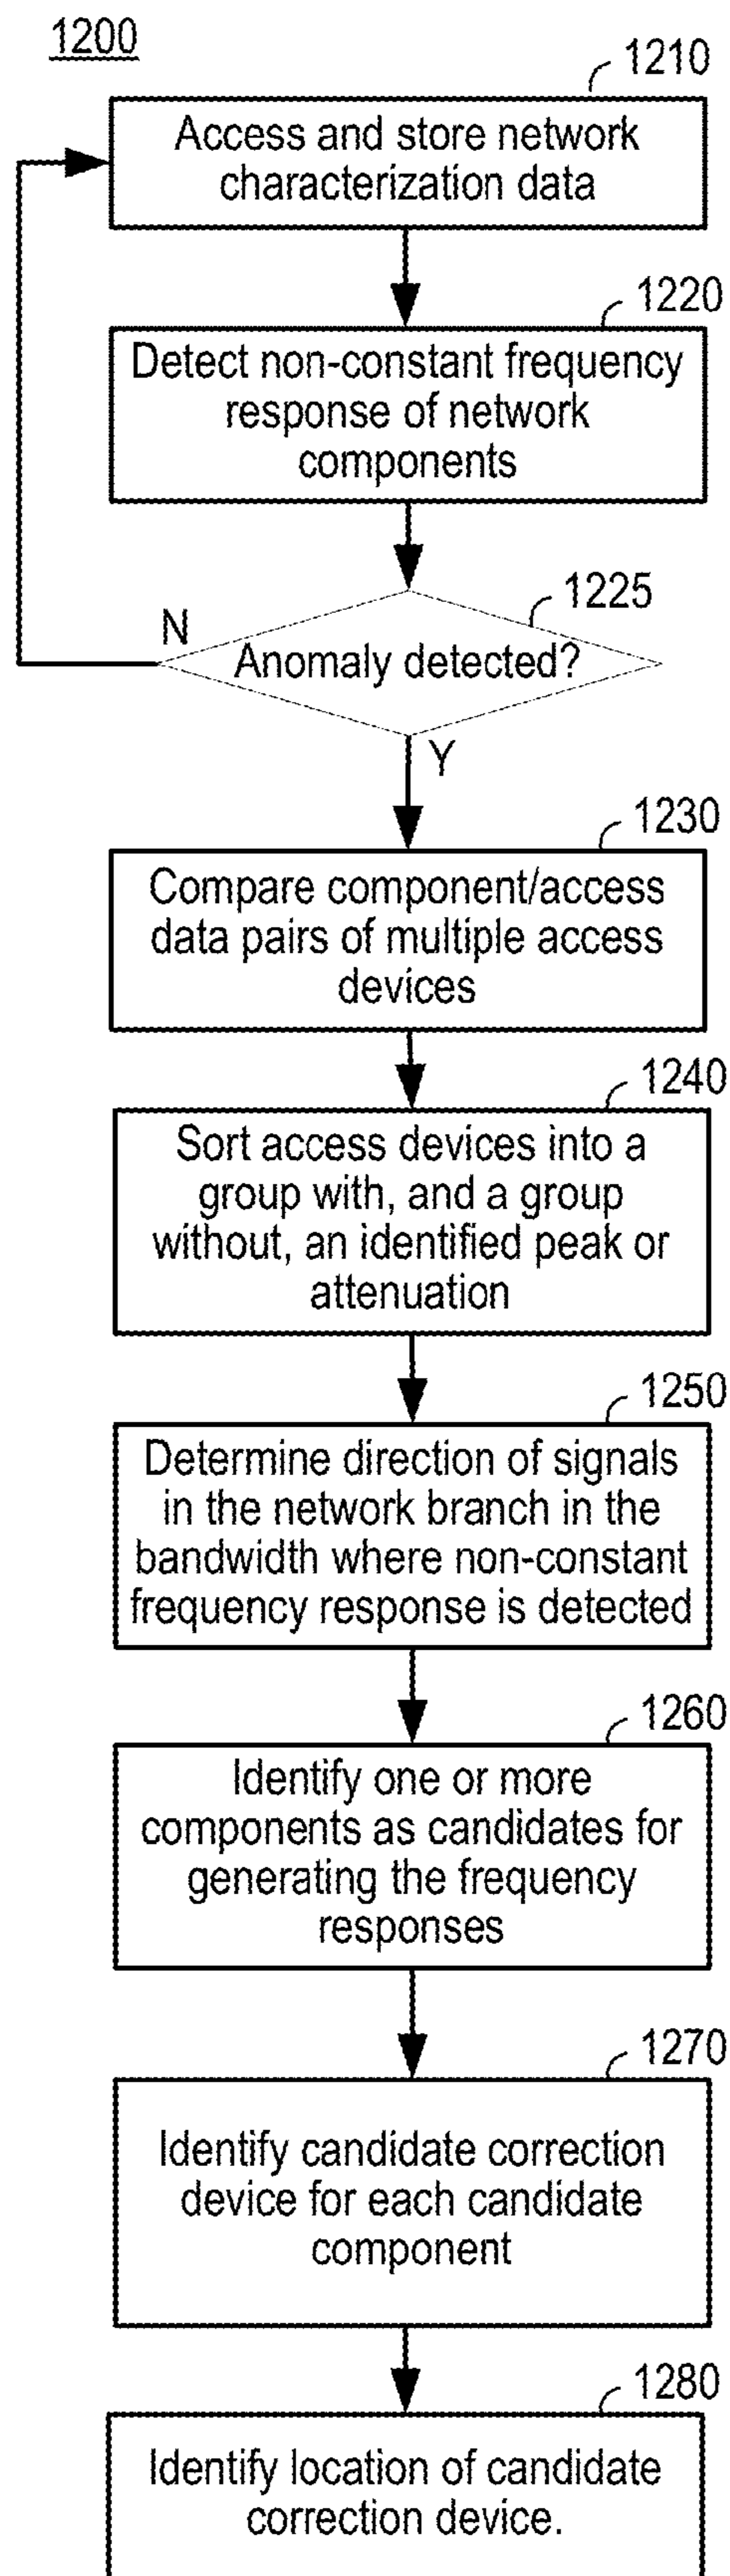 1200
1210
Access and store network
characterization data
1220
Detect non-constant frequency
response of network
components
1225
N
Anomaly detected?
Y
1230
Compare component/access
data pairs of multiple access
devices
1240
Sort access devices into a
group with, and a group
without, an identified peak or
attenuation
1250
Determine direction of signals
in the network branch in the
bandwidth where non-constant
frequency response is detected
1260
Identify one or more
components as candidates for
generating the frequency
responses
1270
Identify candidate correction
device for each candidate
component
1280
Identify location of candidate
correction device.